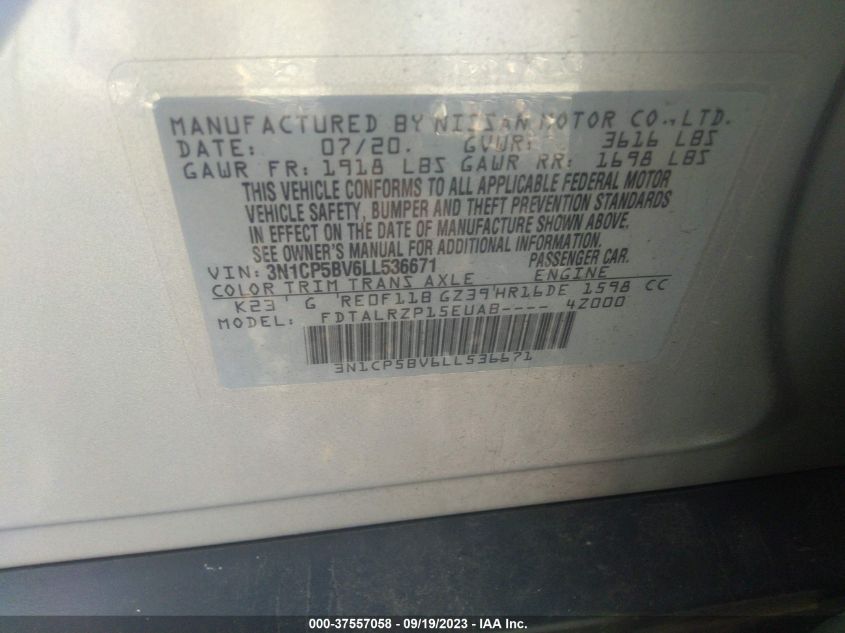 MANUFACTURED BY NISSAN MOTOR CO.,LTD.
DATE: 07/20. GVWR: 3616 LBS
GAWR FR: 1918 LBS GAWR RR: 1698 LBS
THIS VEHICLE CONFORMS TO ALL APPLICABLE FEDERAL MOTOR
VEHICLE SAFETY, BUMPER AND THEFT PREVENTION STANDARDS
IN EFFECT ON THE DATE OF MANUFACTURE SHOWN ABOVE.
SEE OWNER'S MANUAL FOR ADDITIONAL INFORMATION.
VIN: 3N1CP5BV6LL536671 PASSENGER CAR.
COLOR TRIM TRANS AXLE ENGINE
K23 ' G 'RE0F11B GZ39'HR16DE 1598 CC
MODEL: FDTALRZP15EUAB---- 4Z000
3N1CP5BV6LL536671
000-37557058 - 09/19/2023 - IAA Inc.